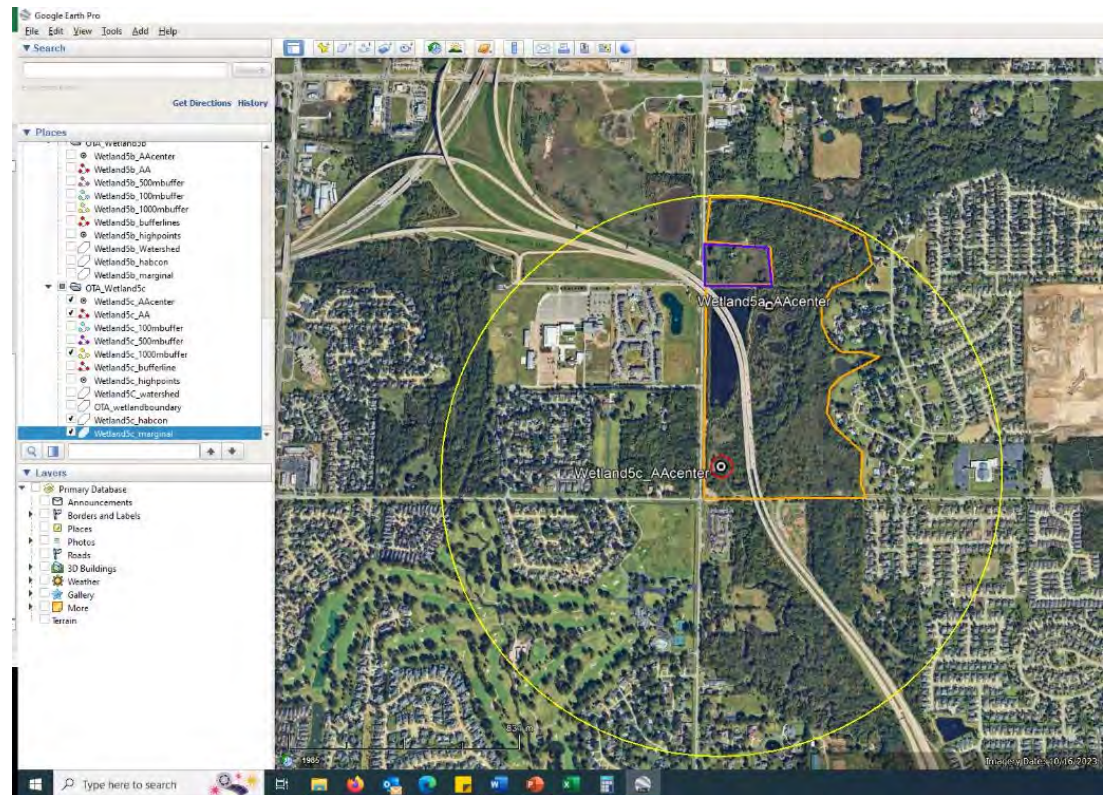 Google Earth Pro
File Edit View Tools Add Help
Search
Get Directions History
Places
OTA_Wetland5b
Wetland5b_AAcenter
Wetland5b_AA
Wetland5b_500mbuffer
Wetland5b_100mbuffer
Wetland5b_1000mbuffer
Wetland5b_bufferlines
Wetland5b_highpoints
Wetland5b_Watershed
Wetland5b_habcon
Wetland5b_marginal
OTA_Wetland5c
Wetland5c_AAcenter
Wetland5c_AA
Wetland5c_100mbuffer
Wetland5c_500mbuffer
Wetland5c_1000mbuffer
Wetland5c_bufferline
Wetland5c_highpoints
Wetland5C_watershed
OTA_wetlandboundary
Wetland5c_habcon
Wetland5c_marginal
Layers
Primary Database
Announcements
Borders and Labels
Places
Photos
Roads
3D Buildings
Weather
Gallery
More
Terrain
Wetland5a_AAcenter
Wetland5c_AAcenter
1985
Imagery Date: 10/16/2023
Type here to search